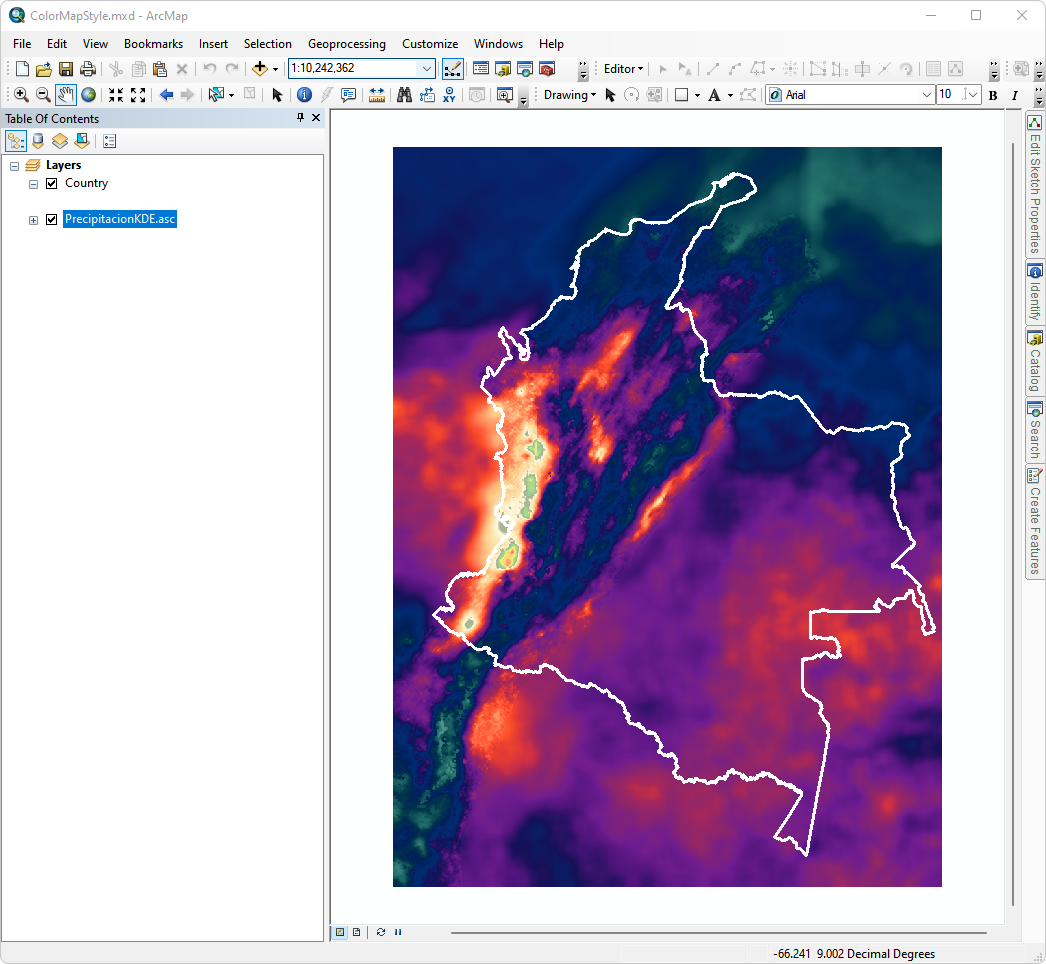 ColorMapStyle.mxd - ArcMap
File Edit View Bookmarks Insert Selection Geoprocessing Customize Windows Help
1:10,242,362
Editor
XY
Drawing
A
Arial
10
B
I
Table Of Contents
Layers
Country
PrecipitacionKDE.asc
Edit Sketch Properties
Identify
Catalog
Search
Create Features
-66.241 9.002 Decimal Degrees